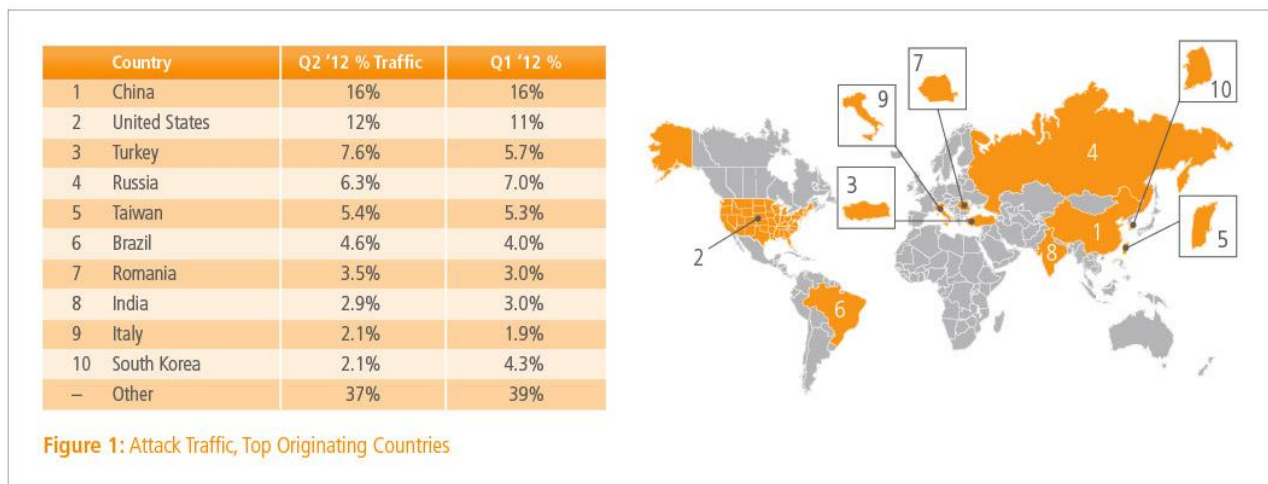 Country Q2 '12 % Traffic Q1 '12 %
1 China 16% 16%
2 United States 12% 11%
3 Turkey 7.6% 5.7%
4 Russia 6.3% 7.0%
5 Taiwan 5.4% 5.3%
6 Brazil 4.6% 4.0%
7 Romania 3.5% 3.0%
8 India 2.9% 3.0%
9 Italy 2.1% 1.9%
10 South Korea 2.1% 4.3%
– Other 37% 39%
Figure 1: Attack Traffic, Top Originating Countries
7
10
9
4
3
5
1
2
8
6